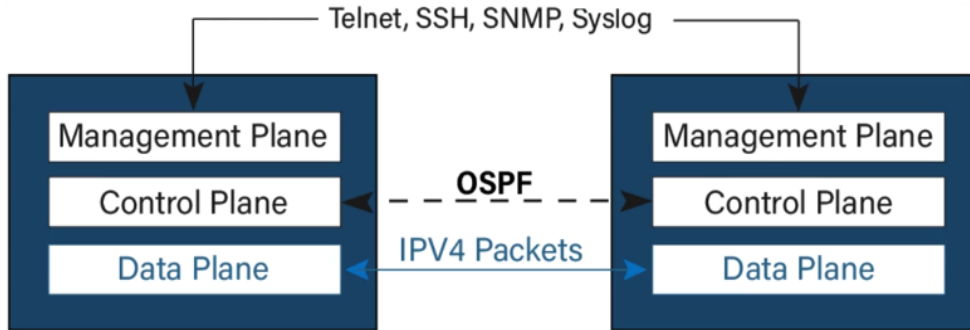 Telnet, SSH, SNMP, Syslog
Management Plane
Management Plane
OSPF
Control Plane
Control Plane
IPV4 Packets
Data Plane
Data Plane